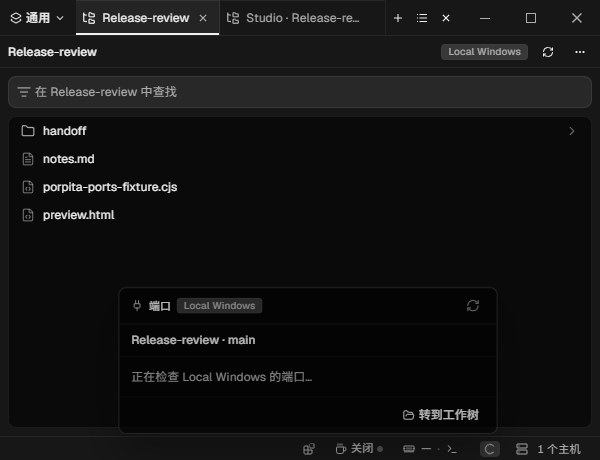 通用
Release-review
Studio · Release-re...
Release-review
Local Windows
在 Release-review 中查找
handoff
notes.md
porpita-ports-fixture.cjs
preview.html
端口
Local Windows
Release-review · main
正在检查 Local Windows 的端口...
转到工作树
关闭
1 个主机